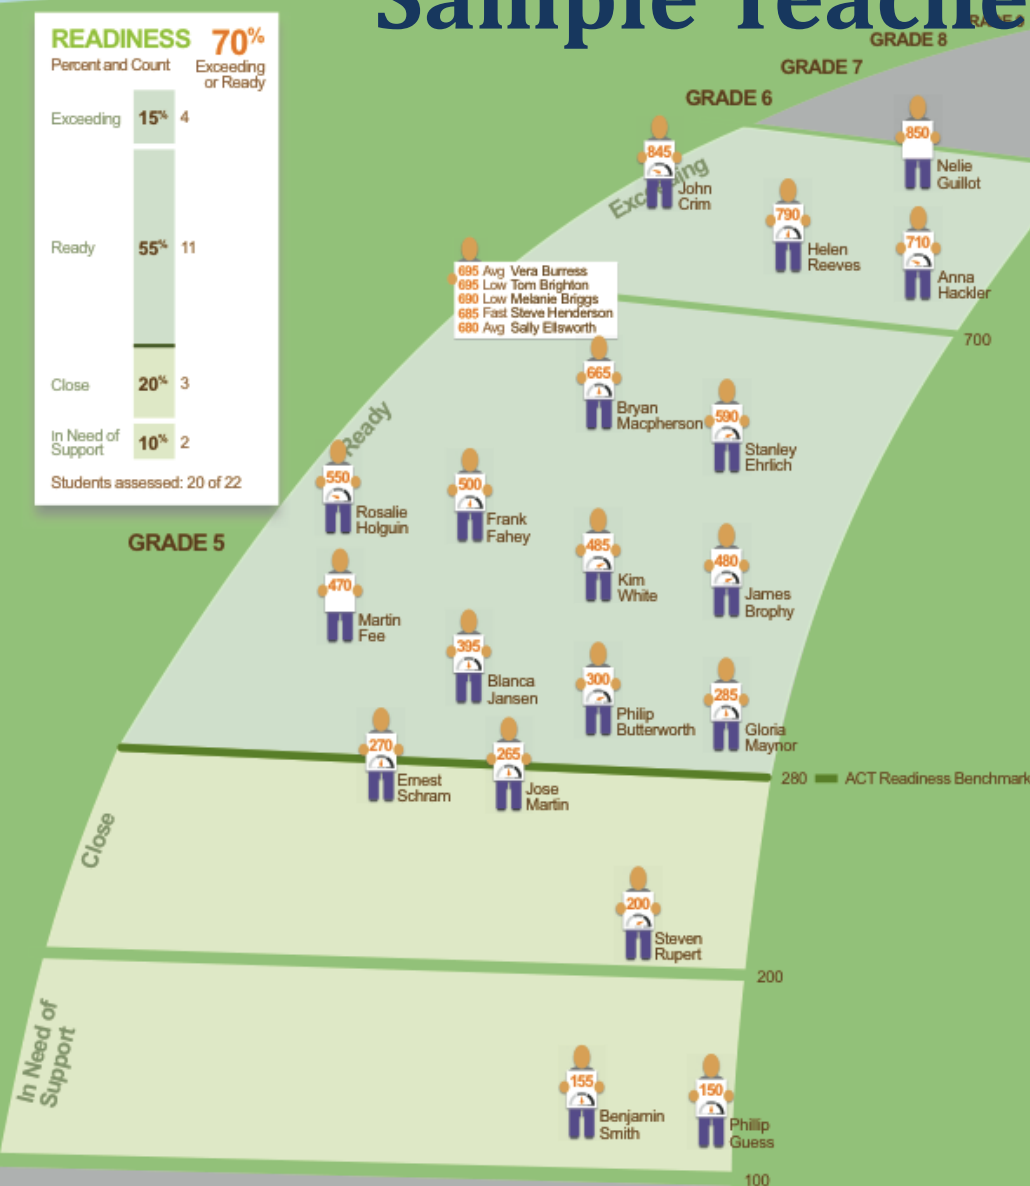 Sample Teache
READINESS 70%
Percent and Count Exceeding
or Ready
Exceeding 15% 4
Ready 55% 11
Close 20% 3
In Need of
Support 10% 2
Students assessed: 20 of 22
GRADE 8
GRADE 7
GRADE 6
GRADE 5
Exceeding
850
Nelie
Guillot
845
John
Crim
790
Helen
Reeves
710
Anna
Hackler
700
695 Avg Vera Burress
695 Low Tom Brighton
690 Low Melanie Briggs
685 Fast Steve Henderson
680 Avg Sally Ellsworth
Ready
665
Bryan
Macpherson
590
Stanley
Ehrlich
550
Rosalie
Holguin
500
Frank
Fahey
485
Kim
White
480
James
Brophy
470
Martin
Fee
395
Blanca
Jansen
300
Philip
Butterworth
285
Gloria
Maynor
270
Ernest
Schram
265
Jose
Martin
280 ACT Readiness Benchmark
Close
200
Steven
Rupert
200
In Need of
Support
155
Benjamin
Smith
150
Phillip
Guess
100